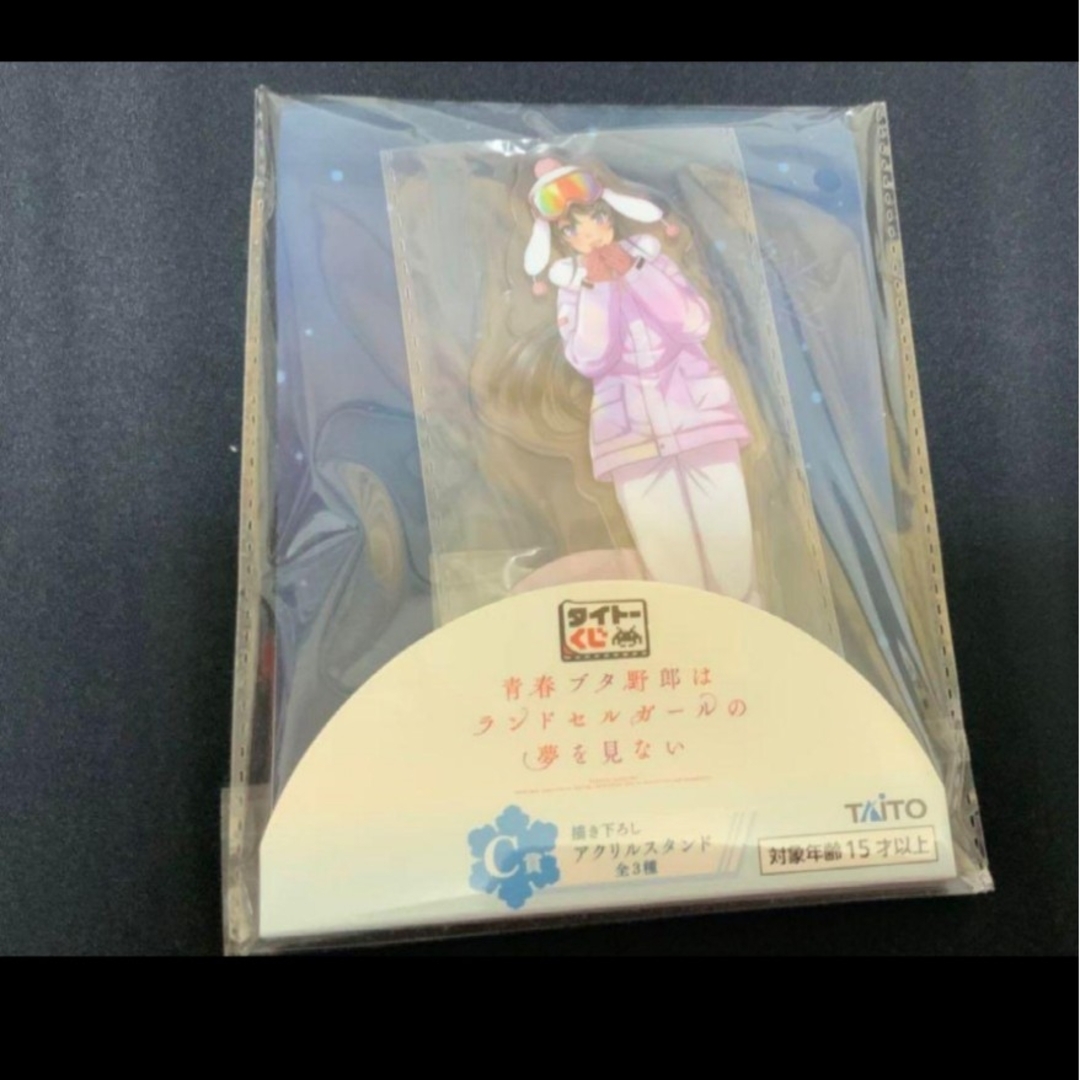 タイトー
くじ
青春ブタ野郎は
ランドセルガールの
夢を見ない
TAITO
C賞
描き下ろし
アクリルスタンド
全3種
対象年齢15才以上